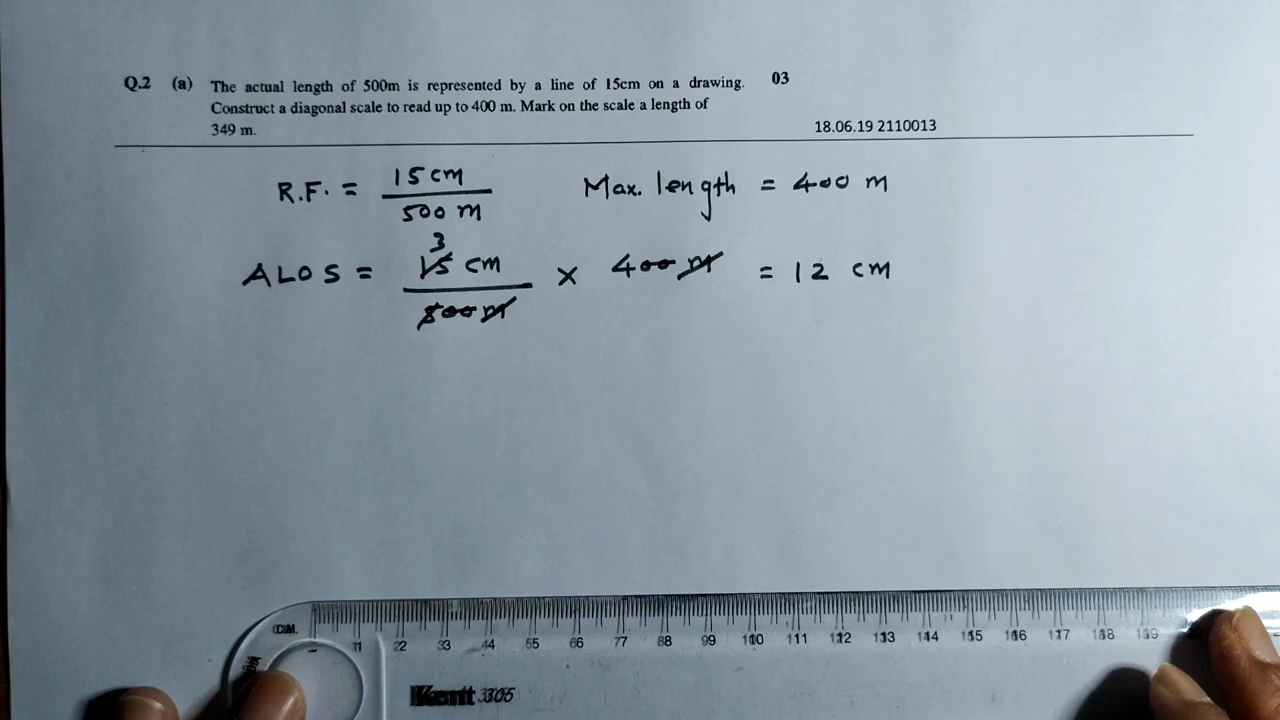 Q.2 (a) The actual length of 500m is represented by a line of 15cm on a drawing. 03
Construct a diagonal scale to read up to 400 m. Mark on the scale a length of
349 m.
18.06.19 2110013
R.F. = 15 cm / 500 m Max. length = 400 m
3
ALOS = 15 cm / 500 m × 400 m = 12 cm
CM. 1 2 3 4 5 6 7 8 9 10 11 12 13 14 15 16 17 18 19
Kent 306